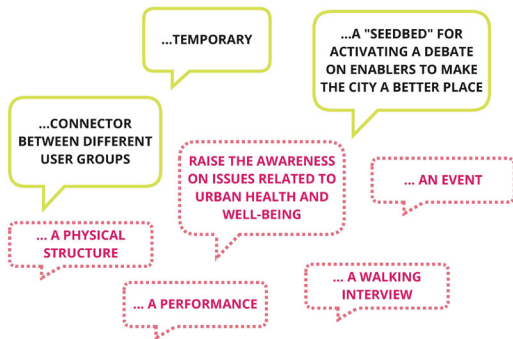 ...TEMPORARY
...A "SEEDBED" FOR
ACTIVATING A DEBATE
ON ENABLERS TO MAKE
THE CITY A BETTER PLACE
...CONNECTOR
BETWEEN DIFFERENT
USER GROUPS
RAISE THE AWARENESS
ON ISSUES RELATED TO
URBAN HEALTH AND
WELL-BEING
... AN EVENT
... A PHYSICAL
STRUCTURE
... A WALKING
INTERVIEW
... A PERFORMANCE